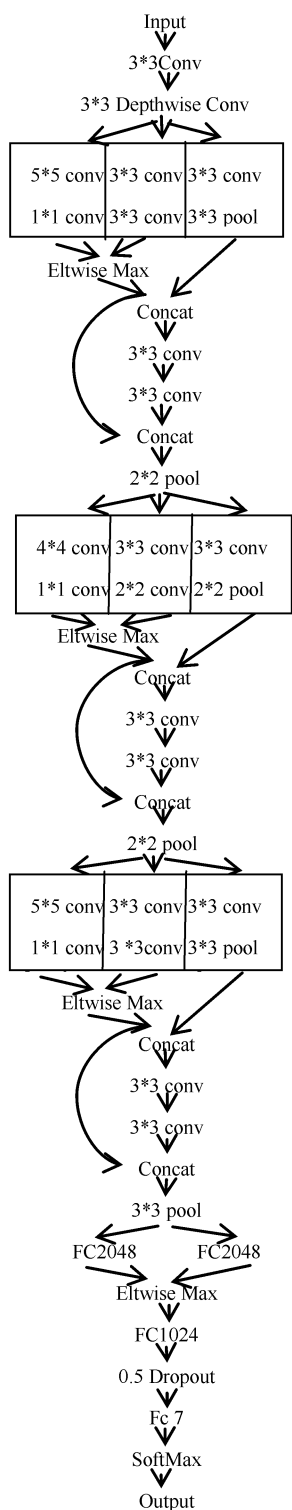 Input
3*3Conv
3*3 Depthwise Conv
5*5 conv 3*3 conv 3*3 conv
1*1 conv 3*3 conv 3*3 pool
Eltwise Max
Concat
3*3 conv
3*3 conv
Concat
2*2 pool
4*4 conv 3*3 conv 3*3 conv
1*1 conv 2*2 conv 2*2 pool
Eltwise Max
Concat
3*3 conv
3*3 conv
Concat
2*2 pool
5*5 conv 3*3 conv 3*3 conv
1*1 conv 3 *3conv 3*3 pool
Eltwise Max
Concat
3*3 conv
3*3 conv
Concat
3*3 pool
FC2048 FC2048
Eltwise Max
FC1024
0.5 Dropout
Fc 7
SoftMax
Output